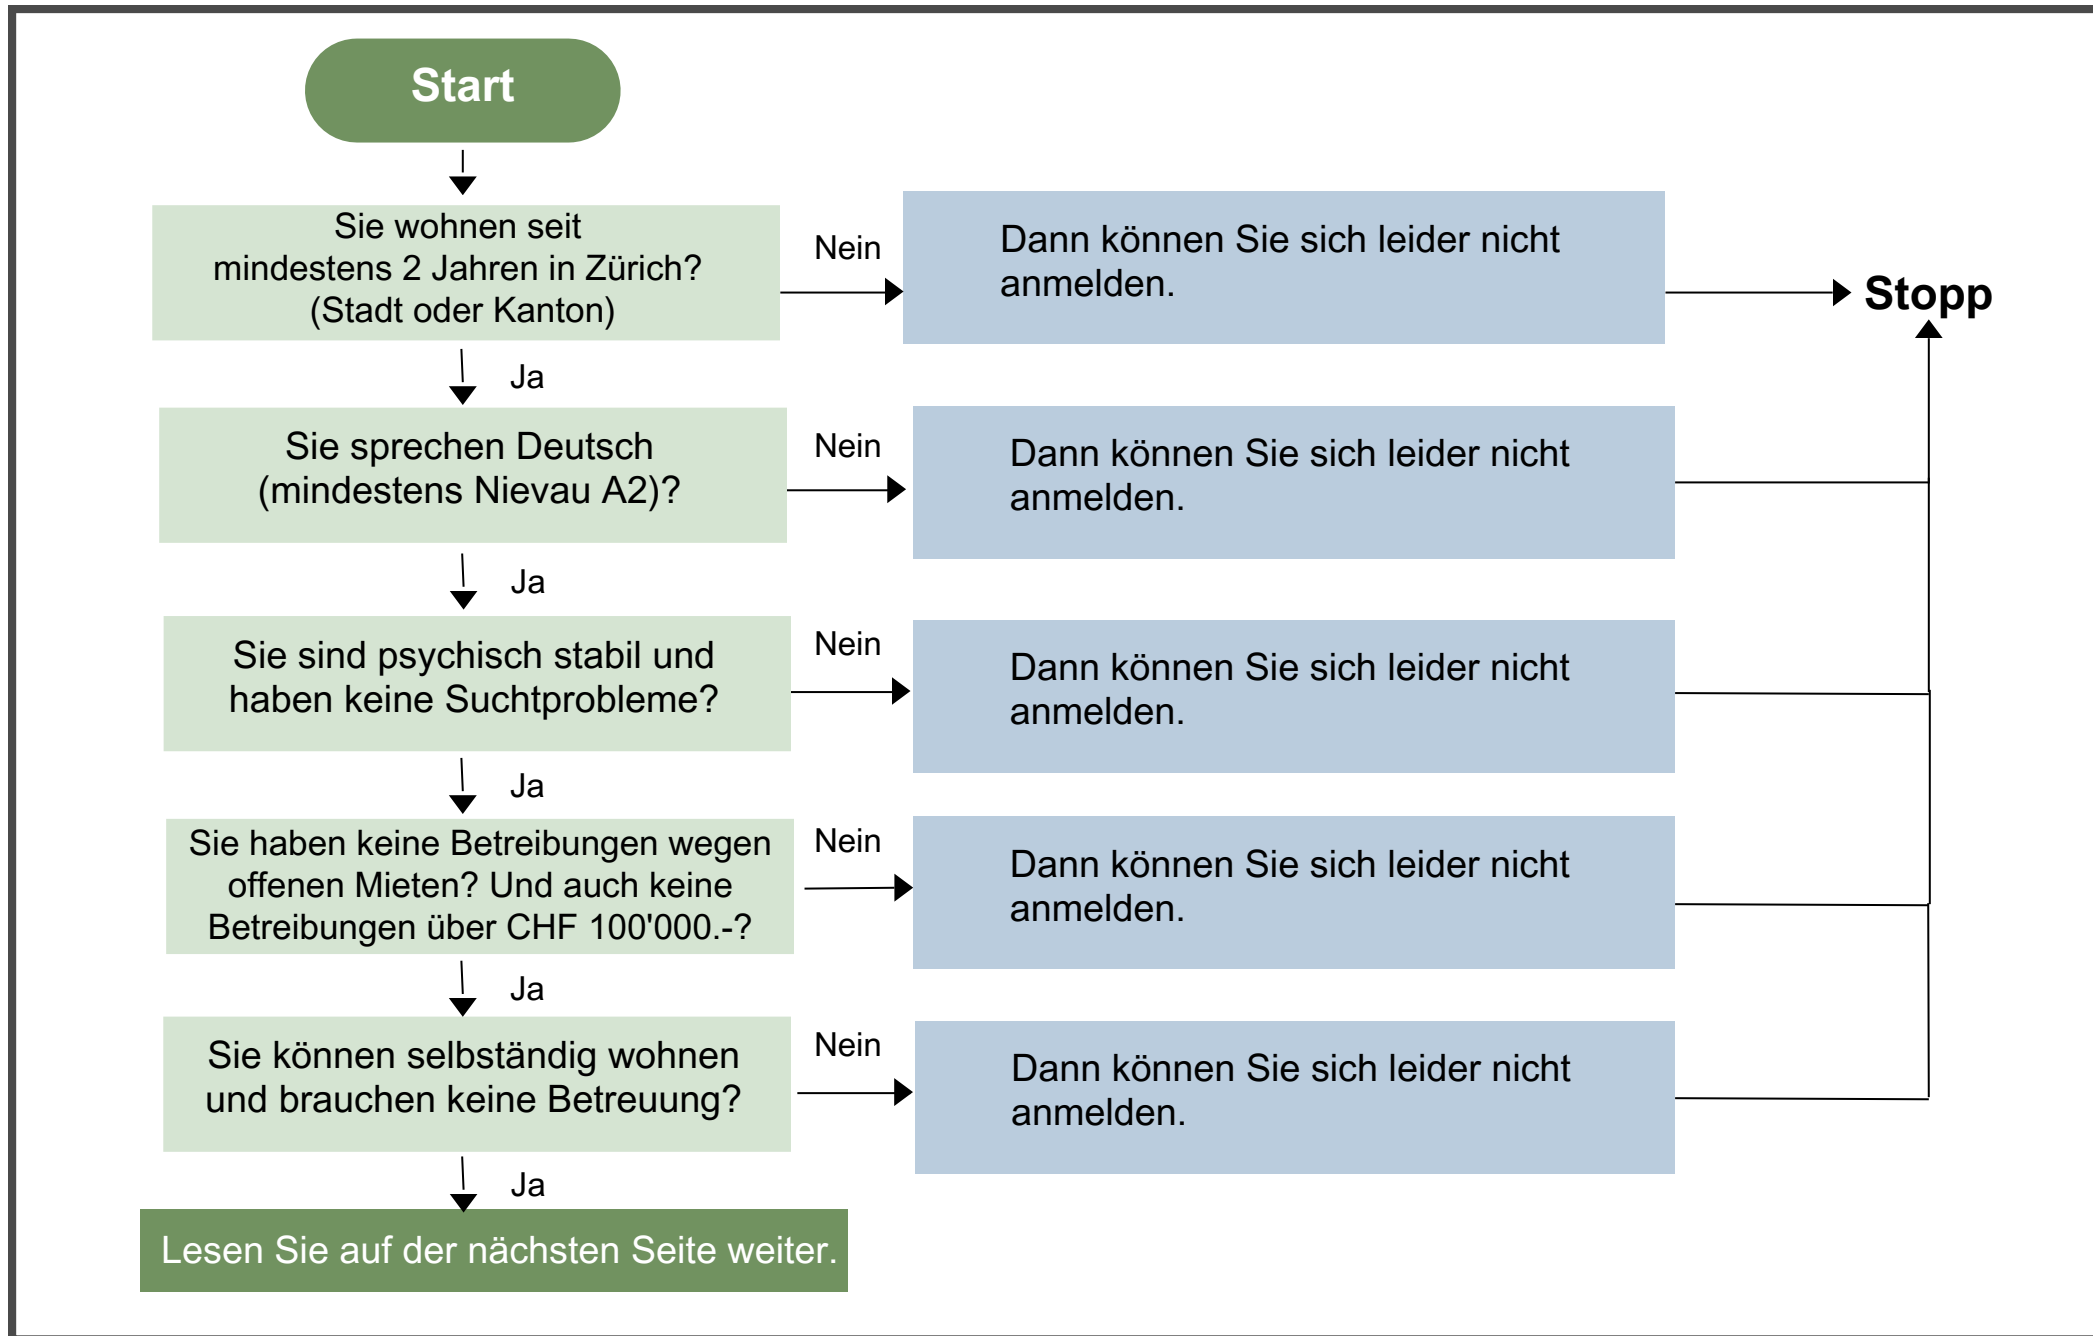 Start
Sie wohnen seit
mindestens 2 Jahren in Zürich?
(Stadt oder Kanton)
Nein
Dann können Sie sich leider nicht
anmelden.
Stopp
Ja
Sie sprechen Deutsch
(mindestens Nievau A2)?
Nein
Dann können Sie sich leider nicht
anmelden.
Ja
Sie sind psychisch stabil und
haben keine Suchtprobleme?
Nein
Dann können Sie sich leider nicht
anmelden.
Ja
Sie haben keine Betreibungen wegen
offenen Mieten? Und auch keine
Betreibungen über CHF 100'000.-?
Nein
Dann können Sie sich leider nicht
anmelden.
Ja
Sie können selbständig wohnen
und brauchen keine Betreuung?
Nein
Dann können Sie sich leider nicht
anmelden.
Ja
Lesen Sie auf der nächsten Seite weiter.